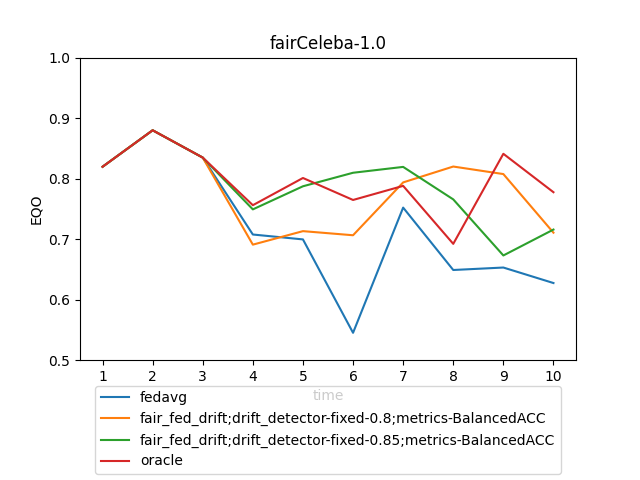 fairCeleba-1.0
1.0
0.9
0.8
0.7
0.6
0.5
EQO
1 2 3 4 5 6 7 8 9 10
time
fedavg
fair_fed_drift;drift_detector-fixed-0.8;metrics-BalancedACC
fair_fed_drift;drift_detector-fixed-0.85;metrics-BalancedACC
oracle